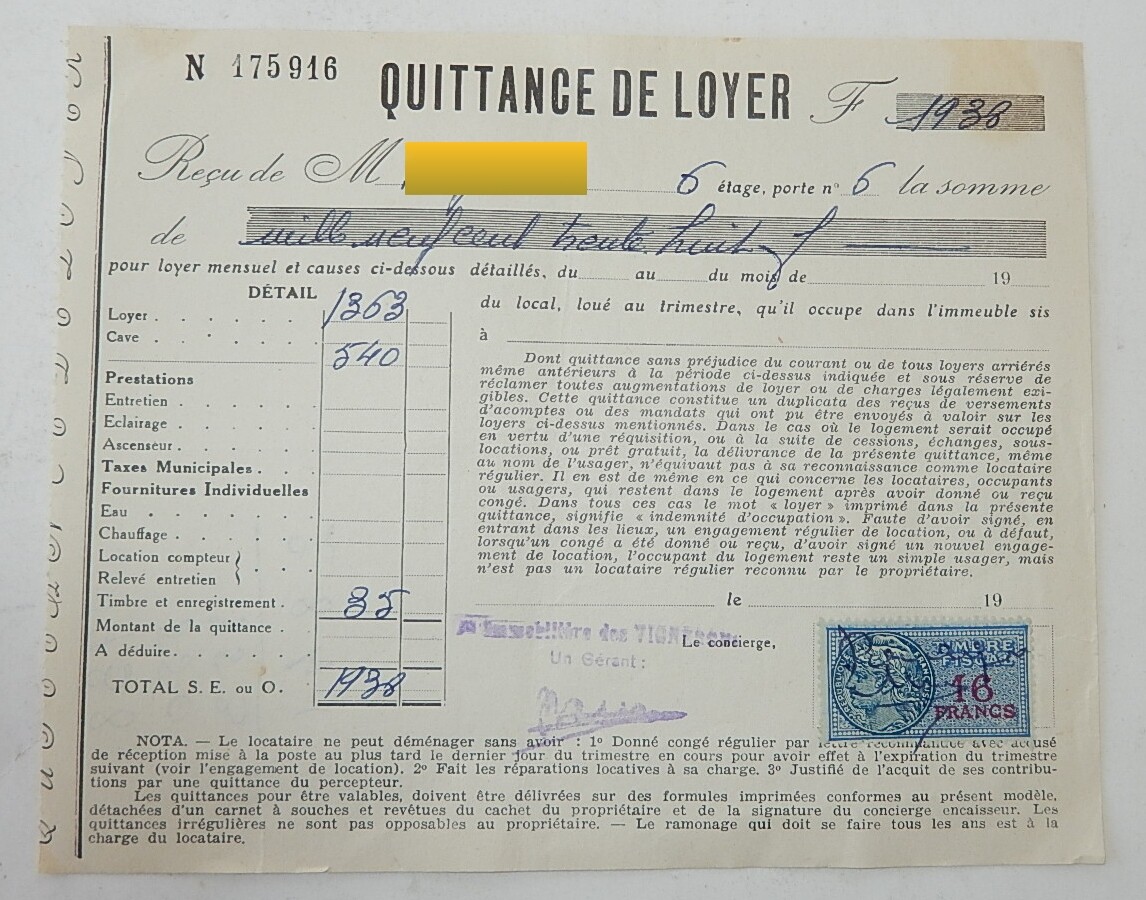 N 175916
QUITTANCE DE LOYER F 1938
Reçu de M 6 étage, porte n° 6 la somme
de mille neuf cent trente huit f
pour loyer mensuel et causes ci-dessous détaillés, du au du mois de 19
DÉTAIL
du local, loué au trimestre, qu'il occupe dans l'immeuble sis
à
Loyer . . . . . . 1363
Cave . . . . . . .
540
Prestations
Entretien . . . . . .
Eclairage . . . . . .
Ascenseur . . . . . .
Taxes Municipales . . .
Fournitures Individuelles
Eau . . . . . . .
Chauffage . . . . . .
Location compteur } . . .
Relevé entretien
Timbre et enregistrement . 35
Montant de la quittance .
A déduire . . . . . .
TOTAL S. E. ou O. 1938
Dont quittance sans préjudice du courant ou de tous loyers arriérés
même antérieurs à la période ci-dessus indiquée et sous réserve de
réclamer toutes augmentations de loyer ou de charges légalement exi-
gibles. Cette quittance constitue un duplicata des reçus de versements
d'acomptes ou des mandats qui ont pu être envoyés à valoir sur les
loyers ci-dessus mentionnés. Dans le cas où le logement serait occupé
en vertu d'une réquisition, ou à la suite de cessions, échanges, sous-
locations, ou prêt gratuit, la délivrance de la présente quittance, même
au nom de l'usager, n'équivaut pas à sa reconnaissance comme locataire
régulier. Il en est de même en ce qui concerne les locataires, occupants
ou usagers, qui restent dans le logement après avoir donné ou reçu
congé. Dans tous ces cas le mot « loyer » imprimé dans la présente
quittance, signifie « indemnité d'occupation ». Faute d'avoir signé, en
entrant dans les lieux, un engagement régulier de location, ou à défaut,
lorsqu'un congé a été donné ou reçu, d'avoir signé un nouvel engage-
ment de location, l'occupant du logement reste un simple usager, mais
n'est pas un locataire régulier reconnu par le propriétaire.
le 19
Immobilière des
Un Gérant :
Le concierge,
TIMBRE
FISCAL
16
FRANCS
NOTA. — Le locataire ne peut déménager sans avoir : 1° Donné congé régulier par lettre recommandée avec accusé
de réception mise à la poste au plus tard le dernier jour du trimestre en cours pour avoir effet à l'expiration du trimestre
suivant (voir l'engagement de location). 2° Fait les réparations locatives à sa charge. 3° Justifié de l'acquit de ses contribu-
tions par une quittance du percepteur.
Les quittances pour être valables, doivent être délivrées sur des formules imprimées conformes au présent modèle,
détachées d'un carnet à souches et revêtues du cachet du propriétaire et de la signature du concierge encaisseur. Les
quittances irrégulières ne sont pas opposables au propriétaire. — Le ramonage qui doit se faire tous les ans est à la
charge du locataire.